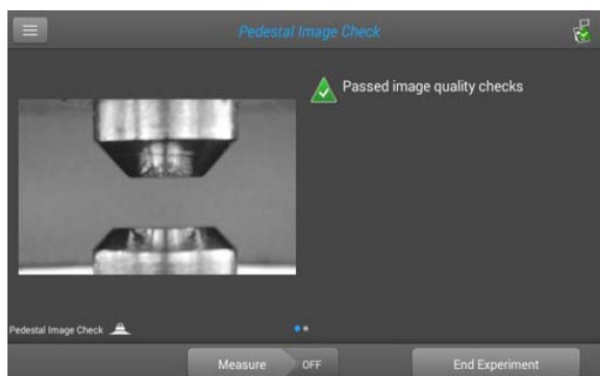 Pedestal Image Check
Passed image quality checks
Pedestal Image Check
Measure OFF End Experiment